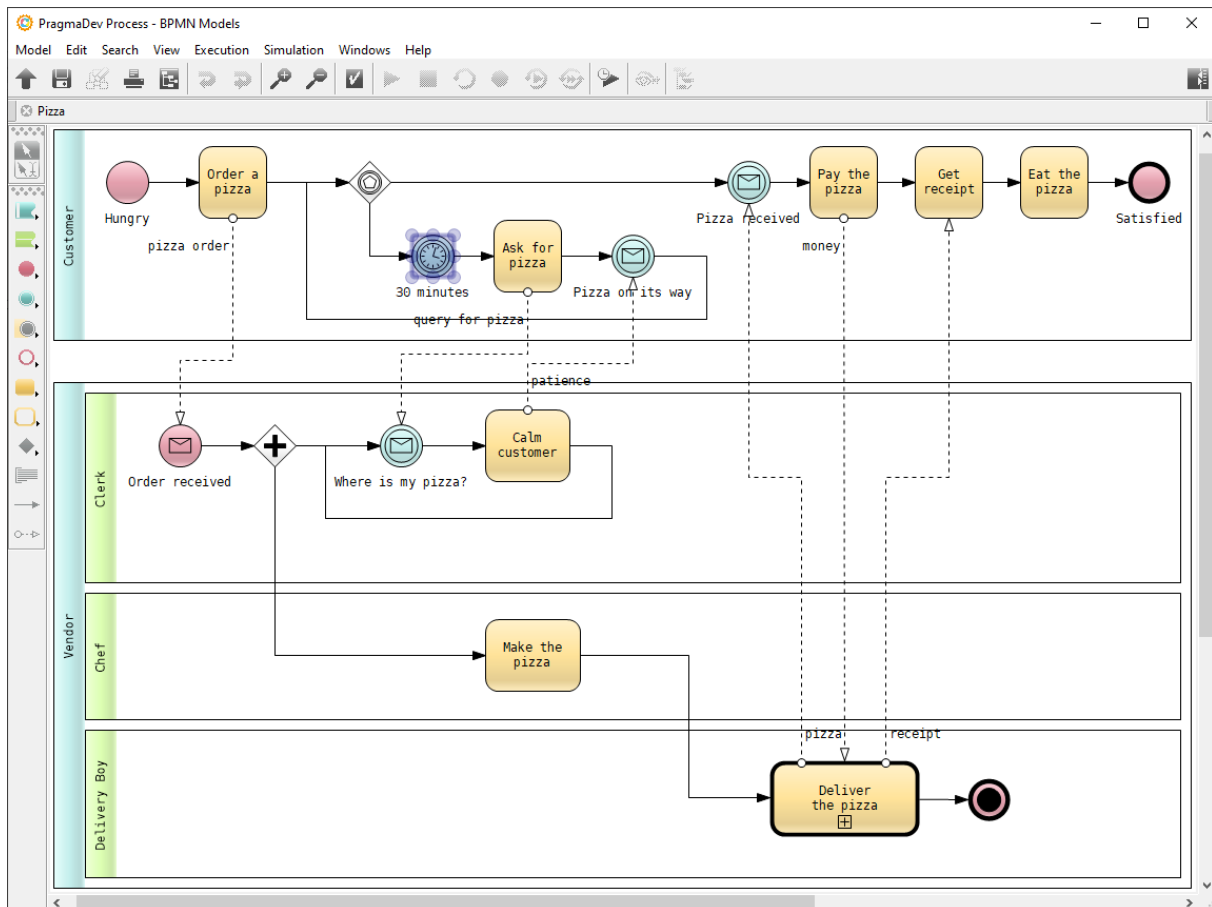 PragmaDev Process - BPMN Models
Model Edit Search View Execution Simulation Windows Help
Pizza
Customer
Hungry
Order a
pizza
pizza order
30 minutes
Ask for
pizza
query for pizza
Pizza on its way
Pizza received
Pay the
pizza
money
Get
receipt
Eat the
pizza
Satisfied
Vendor
Clerk
Order received
Where is my pizza?
patience
Calm
customer
Chef
Make the
pizza
Delivery Boy
pizza
receipt
Deliver
the pizza